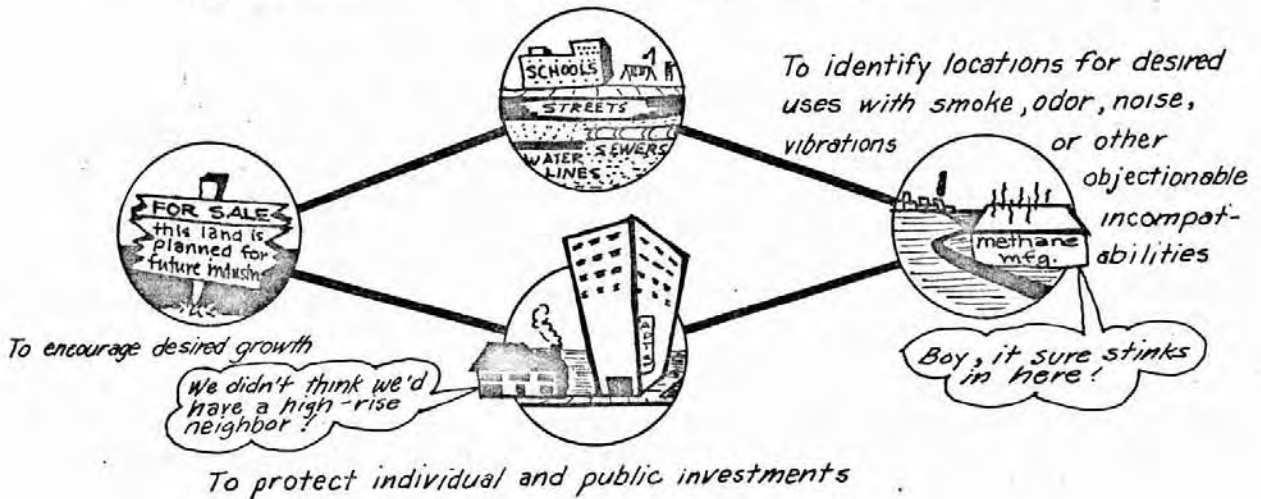 SCHOOLS
STREETS
SEWERS
WATER
LINES
To identify locations for desired
uses with smoke, odor, noise,
vibrations or other
objectionable
incompat-
abilities
FOR SALE
this land is
planned for
future
methane
mfg.
To encourage desired growth
We didn't think we'd
have a high-rise
neighbor!
APTS
Boy, it sure stinks
in here!
To protect individual and public investments